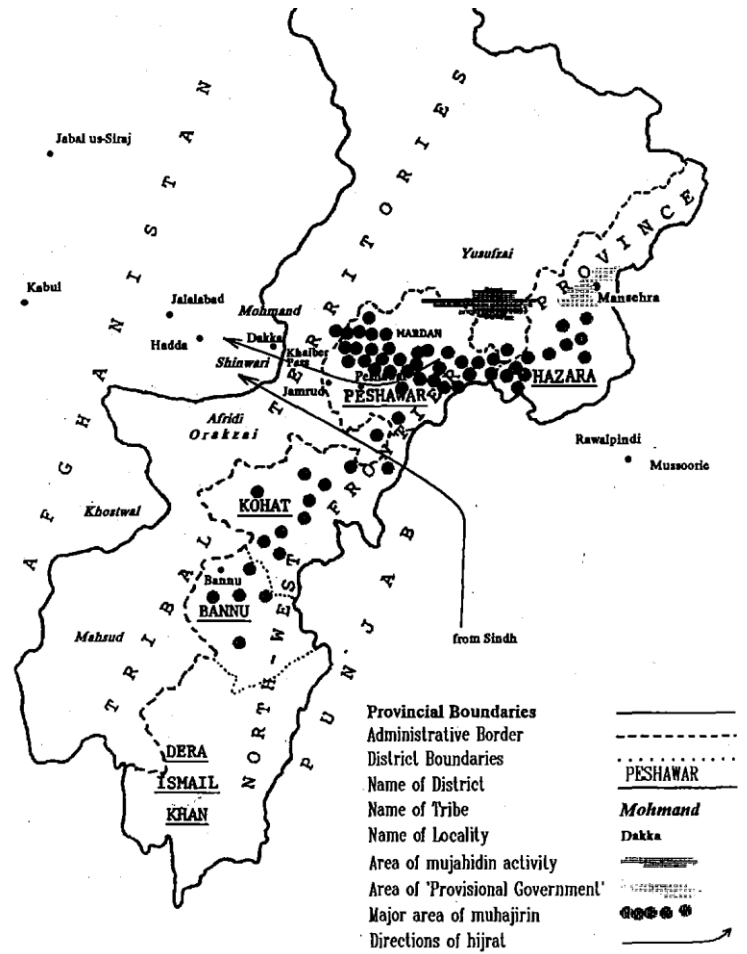 AFGHANISTAN
TRIBAL TERRITORIES
NORTH-WEST FRONTIER PROVINCE
PUNJAB
Jabal us-Siraj
Kabul
Jalalabad
Hadda
Mohmand
Dakka
Shinwari
Khaiber
Pass
Jamrud
Yusufzai
Mansehra
MARDAN
PESHAWAR
HAZARA
Afridi
Orakzai
Rawalpindi
Mussoorie
KOHAT
Khostwal
Bannu
BANNU
Mahsud
from Sindh
DERA
ISMAIL
KHAN
Provincial Boundaries
Administrative Border
District Boundaries
Name of District PESHAWAR
Name of Tribe Mohmand
Name of Locality Dakka
Area of mujahidin activity
Area of 'Provisional Government'
Major area of muhajirin
Directions of hijrat